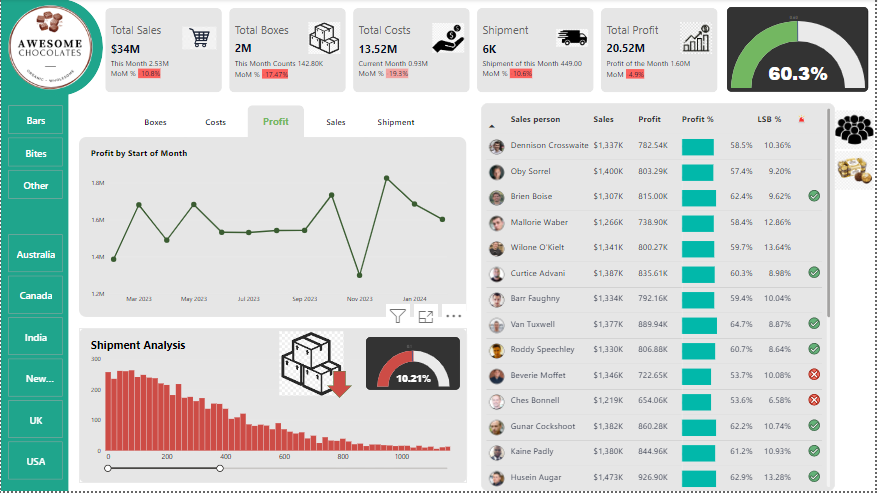 AWESOME
CHOCOLATES
ORGANIC - WHOLESOME
Bars
Bites
Other
Australia
Canada
India
New...
UK
USA
Total Sales
$34M
This Month 2.53M
MoM % -10.8%
Total Boxes
2M
This Month Counts 142.80K
MoM % -17.47%
Total Costs
13.52M
Current Month 0.93M
MoM % -19.3%
Shipment
6K
Shipment of this Month 449.00
MoM % -10.6%
Total Profit
20.52M
Profit of the Month 1.60M
MoM % -4.9%
60.3%
Boxes Costs Profit Sales Shipment
Profit by Start of Month
1.8M
1.6M
1.4M
1.2M
Mar 2023 May 2023 Jul 2023 Sep 2023 Nov 2023 Jan 2024
Shipment Analysis
10.21%
300
200
100
0
0 200 400 600 800 1000
Sales person Sales Profit Profit % LSB %
Dennison Crosswaite $1,337K 782.54K 58.5% 10.36%
Oby Sorrel $1,400K 803.29K 57.4% 9.20%
Brien Boise $1,307K 815.00K 62.4% 9.62%
Mallorie Waber $1,266K 738.90K 58.4% 12.86%
Wilone O'Kielt $1,341K 800.27K 59.7% 13.64%
Curtice Advani $1,387K 835.61K 60.3% 8.98%
Barr Faughny $1,334K 792.16K 59.4% 10.04%
Van Tuxwell $1,377K 889.94K 64.7% 8.87%
Roddy Speechley $1,330K 806.88K 60.7% 8.64%
Beverie Moffet $1,346K 722.65K 53.7% 10.08%
Ches Bonnell $1,219K 654.06K 53.6% 6.58%
Gunar Cockshoot $1,382K 860.28K 62.2% 10.74%
Kaine Padly $1,380K 844.96K 61.2% 10.93%
Husein Augar $1,473K 926.90K 62.9% 13.28%